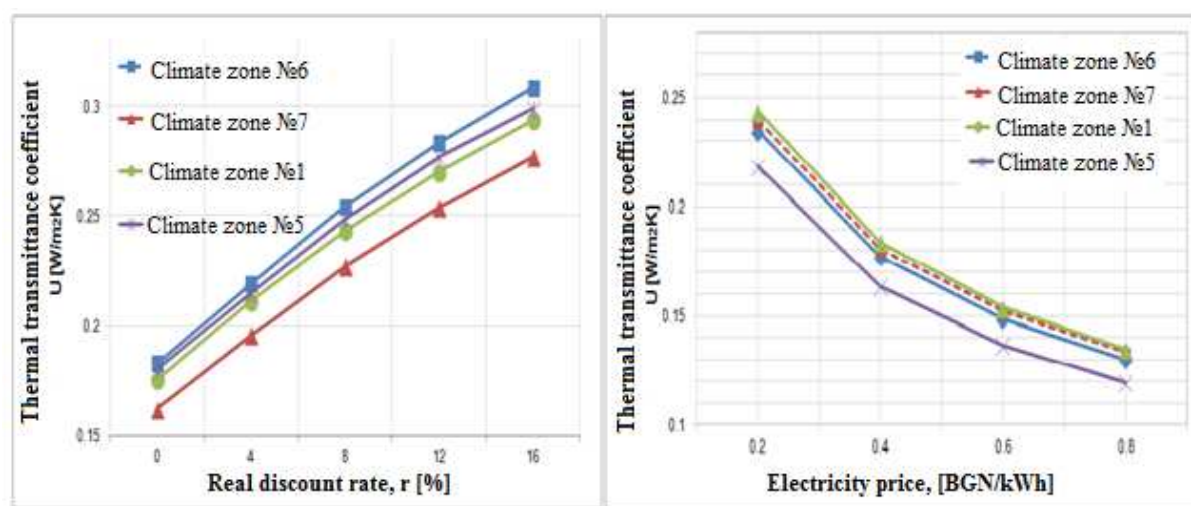 Climate zone №6
Climate zone №7
Climate zone №1
Climate zone №5
Thermal transmittance coefficient
U [W/m2K]
0.3
0.25
0.2
0.15
0
4
8
12
16
Real discount rate, r [%]
Climate zone №6
Climate zone №7
Climate zone №1
Climate zone №5
Thermal transmittance coefficient
U [W/m2K]
0.25
0.2
0.15
0.1
0.2
0.4
0.6
0.8
Electricity price, [BGN/kWh]